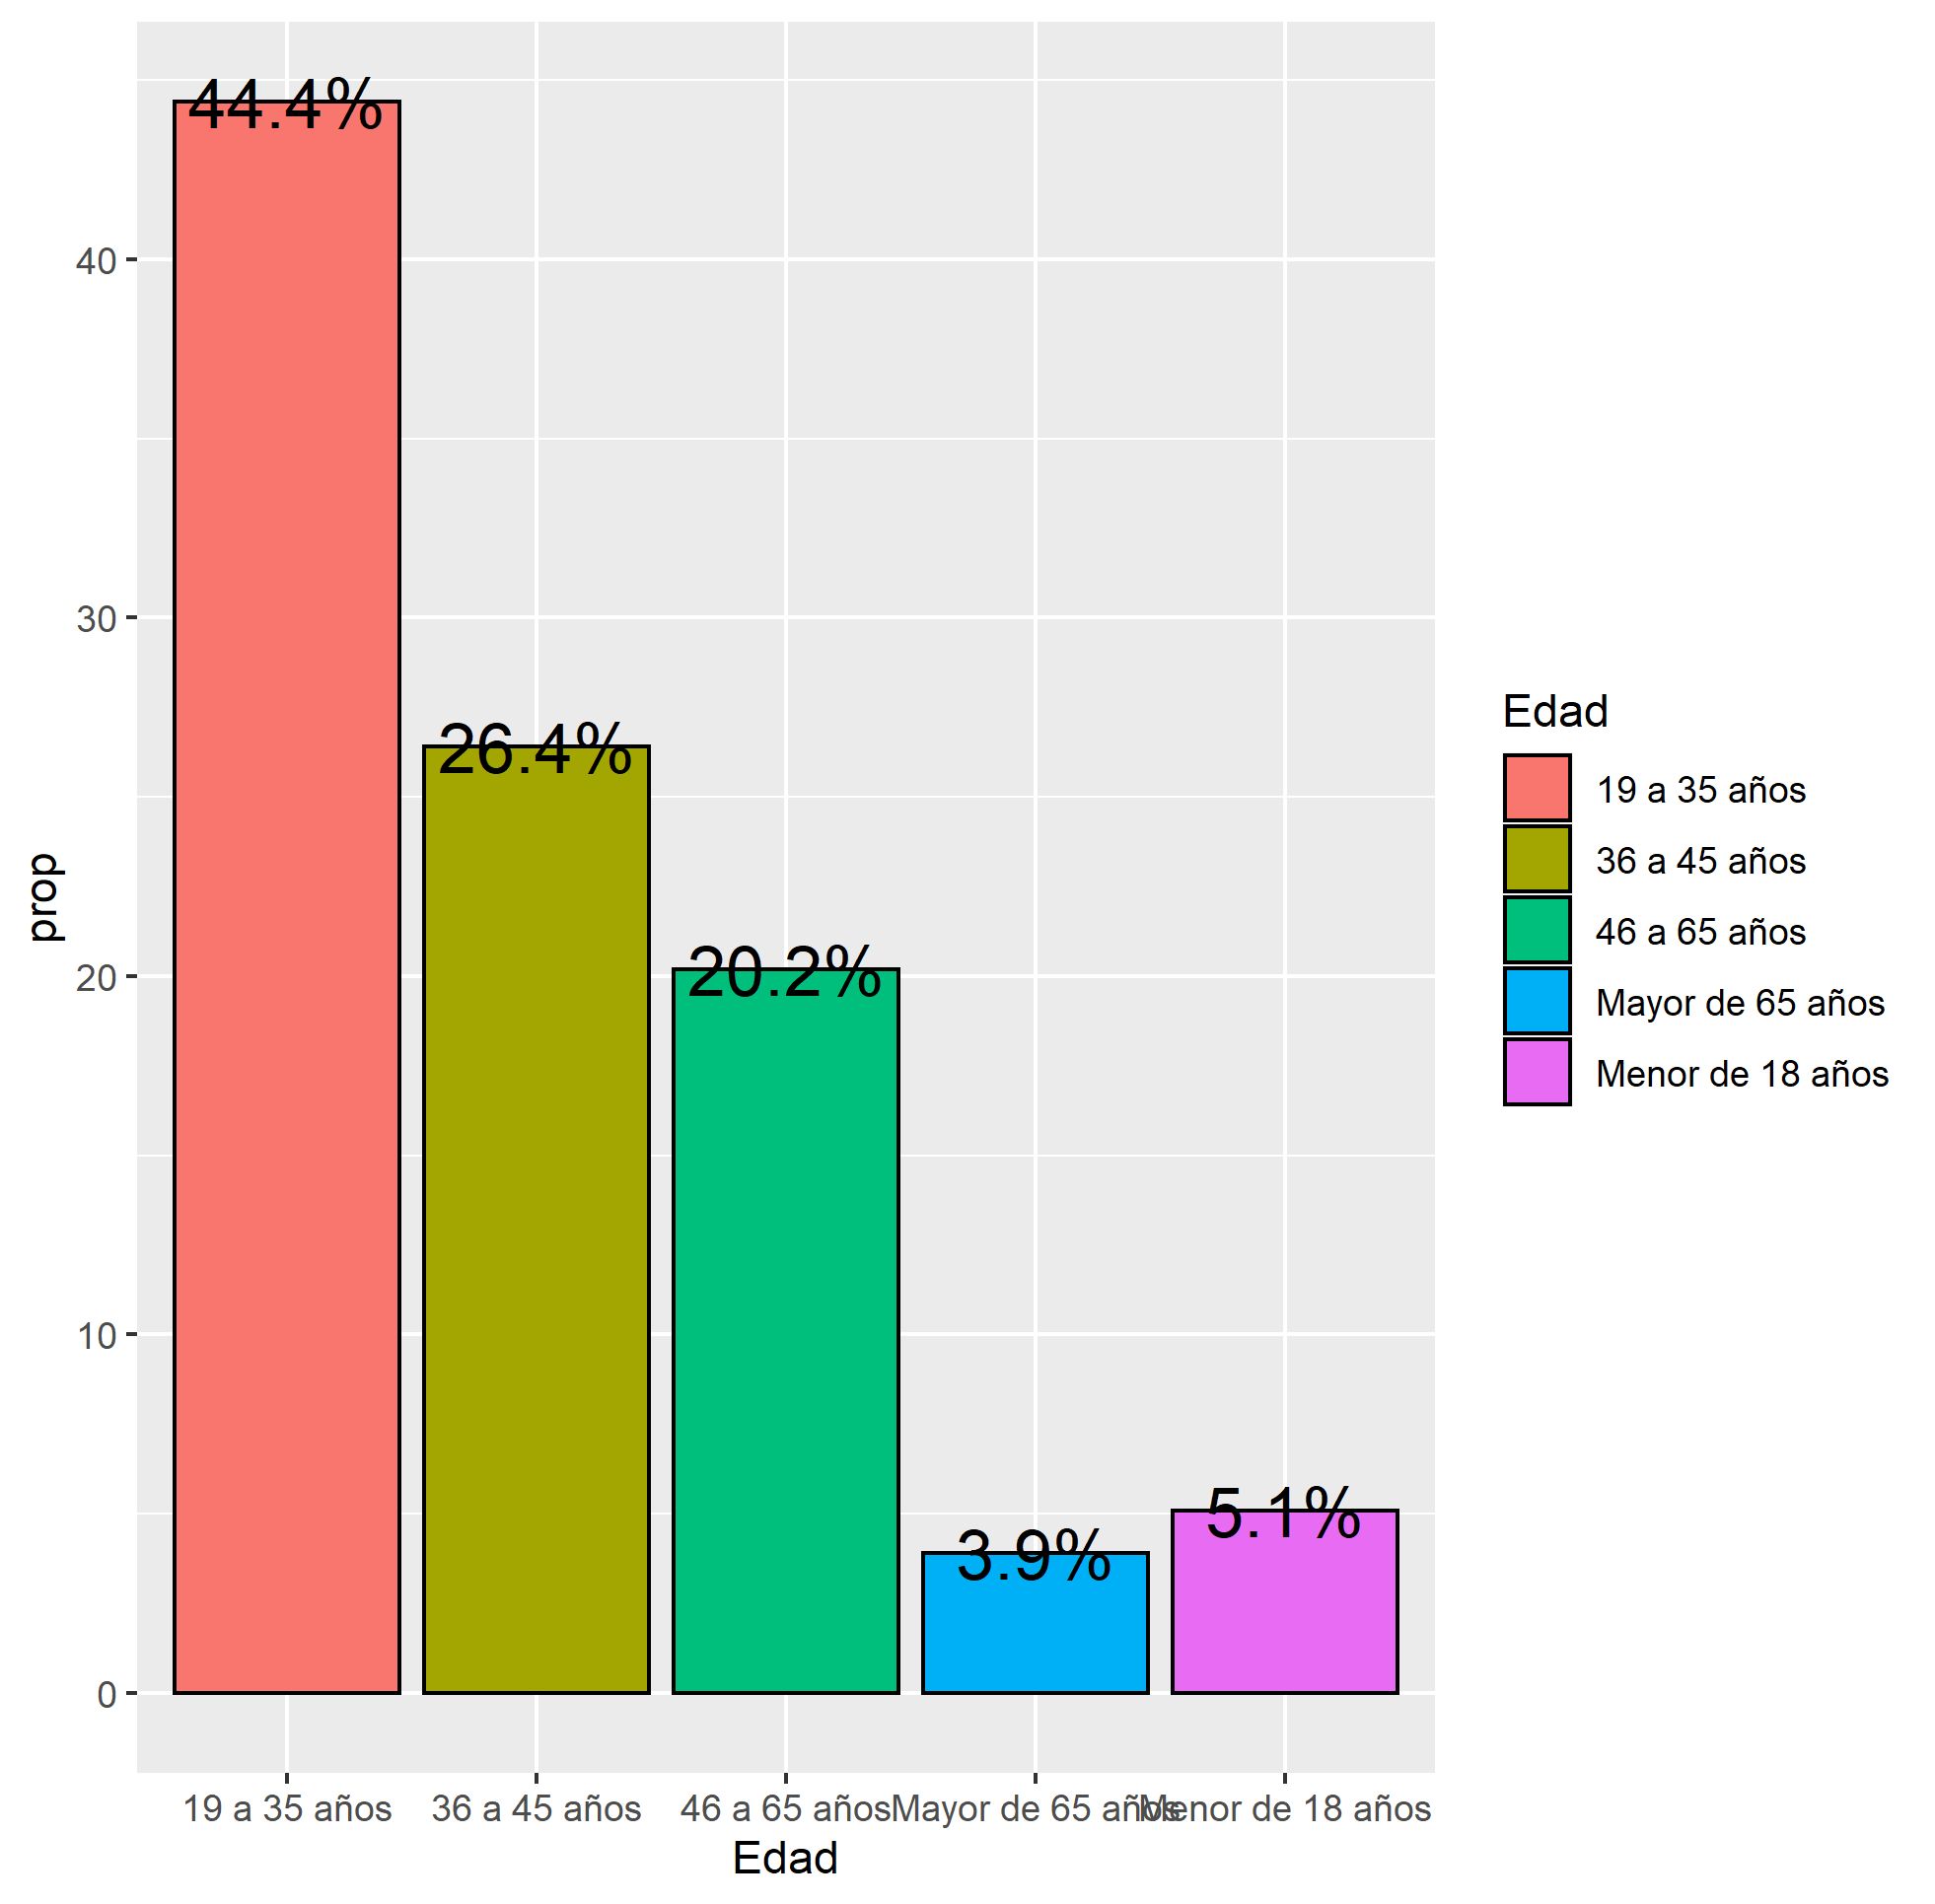 44.4%
26.4%
20.2%
3.9%
5.1%
40
30
20
10
0
prop
19 a 35 años
36 a 45 años
46 a 65 años
Mayor de 65 años
Menor de 18 años
Edad
Edad
19 a 35 años
36 a 45 años
46 a 65 años
Mayor de 65 años
Menor de 18 años